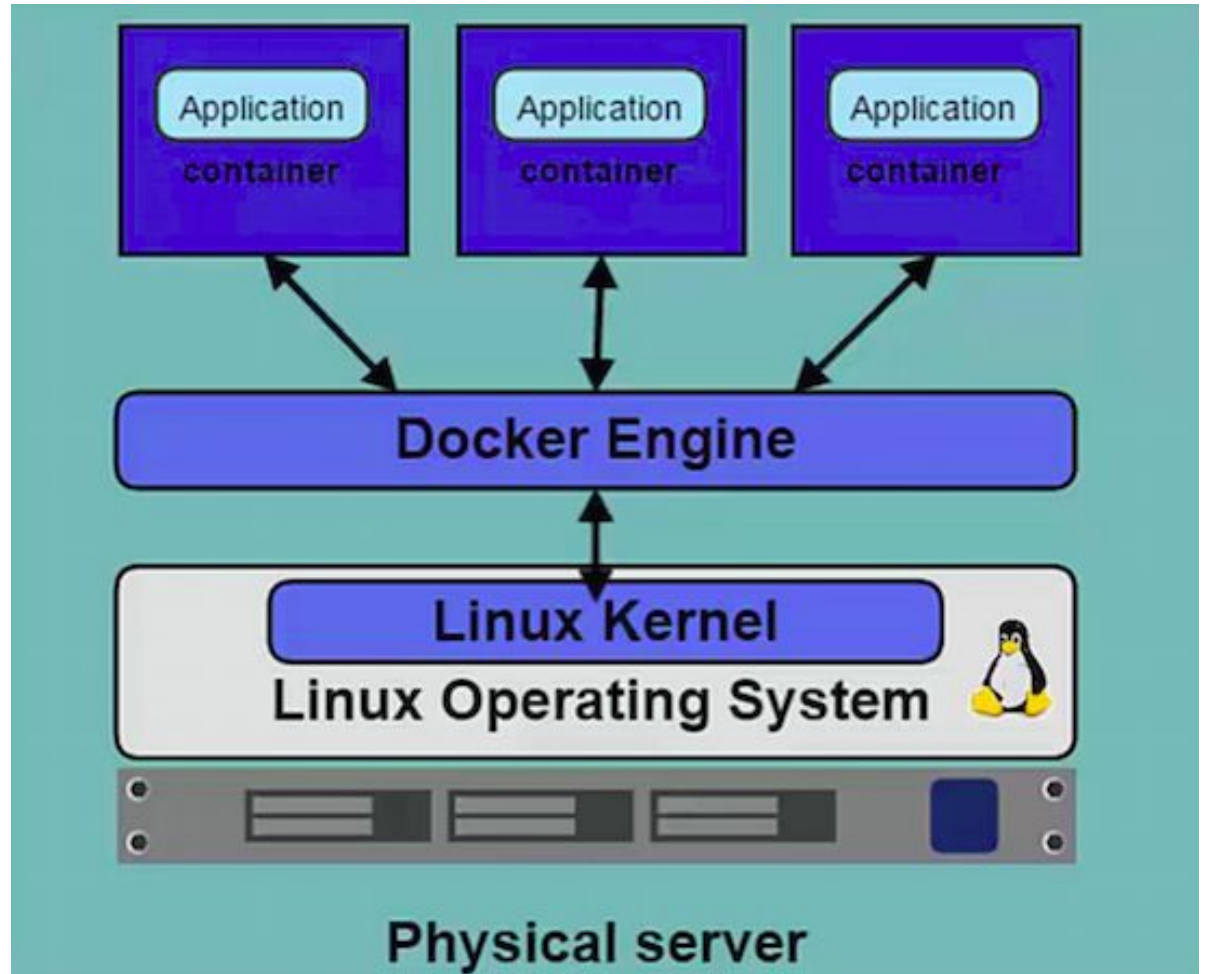 Application Application Application
container container container
Docker Engine
Linux Kernel
Linux Operating System
Physical server